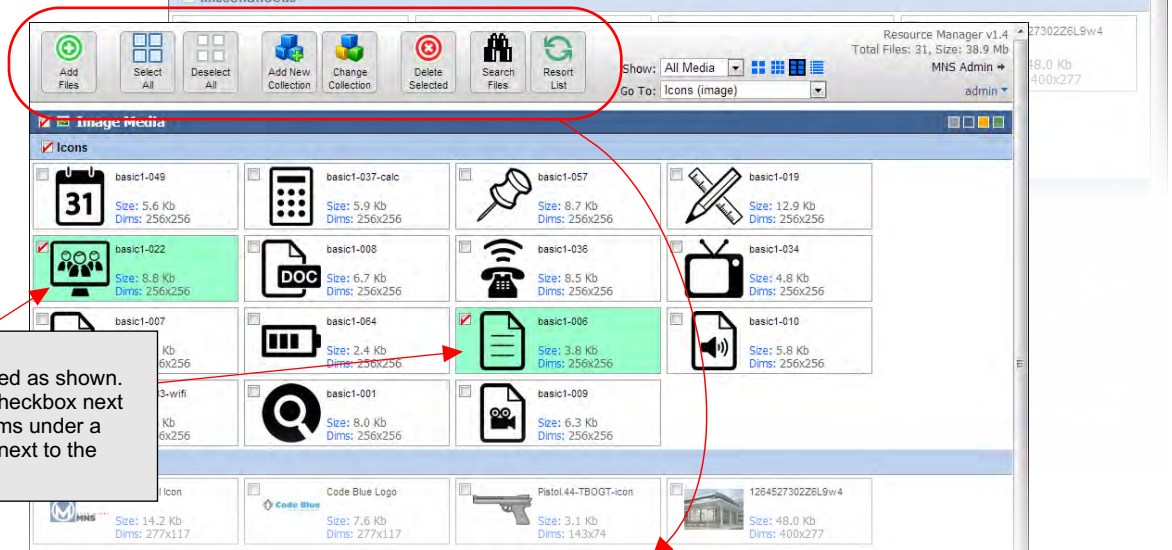 27302Z6L9w4
48.0 Kb
400x277
Add Files
Select All
Deselect All
Add New Collection
Change Collection
Delete Selected
Search Files
Resort List
Resource Manager v1.4
Total Files: 31, Size: 38.9 Mb
MNS Admin
Show: All Media
Go To: Icons (image)
admin
Image Media
Icons
31
basic1-049
Size: 5.6 Kb
Dims: 256x256
basic1-037-calc
Size: 5.9 Kb
Dims: 256x256
basic1-057
Size: 8.7 Kb
Dims: 256x256
basic1-019
Size: 12.9 Kb
Dims: 256x256
basic1-022
Size: 8.8 Kb
Dims: 256x256
DOC
basic1-008
Size: 6.7 Kb
Dims: 256x256
basic1-036
Size: 8.5 Kb
Dims: 256x256
basic1-034
Size: 4.8 Kb
Dims: 256x256
basic1-007
Kb
6x256
basic1-064
Size: 2.4 Kb
Dims: 256x256
basic1-006
Size: 3.8 Kb
Dims: 256x256
basic1-010
Size: 5.8 Kb
Dims: 256x256
ed as shown.
heckbox next
ms under a
next to the
3-wifi
Kb
6x256
basic1-001
Size: 8.0 Kb
Dims: 256x256
basic1-009
Size: 6.3 Kb
Dims: 256x256
MNS
Icon
Size: 14.2 Kb
Dims: 277x117
Code Blue
Code Blue Logo
Size: 7.6 Kb
Dims: 277x117
Pistol.44-TBOGT-icon
Size: 3.1 Kb
Dims: 143x74
1264527302Z6L9w4
Size: 48.0 Kb
Dims: 400x277